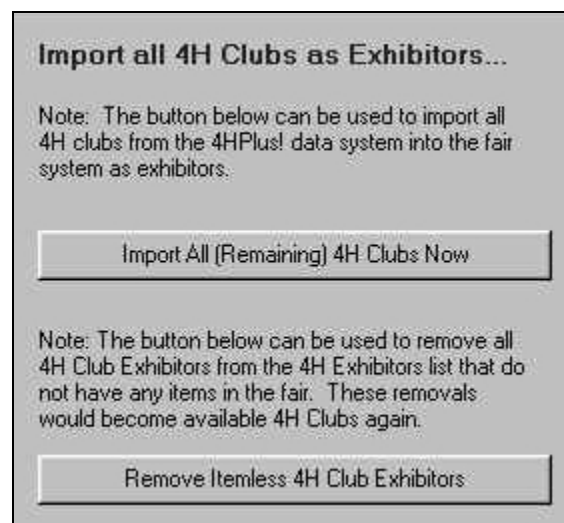 Import all 4H Clubs as Exhibitors...
Note:  The button below can be used to import all
4H clubs from the 4HPlus! data system into the fair
system as exhibitors.
Import All (Remaining) 4H Clubs Now
Note: The button below can be used to remove all
4H Club Exhibitors from the 4H Exhibitors list that do
not have any items in the fair.  These removals
would become available 4H Clubs again.
Remove Itemless 4H Club Exhibitors